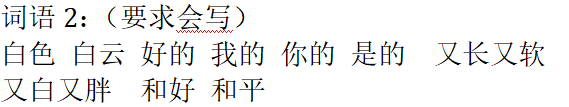 词语 2：（要求会写）
白色 白云 好的 我的 你的 是的  又长又软
又白又胖  和好 和平